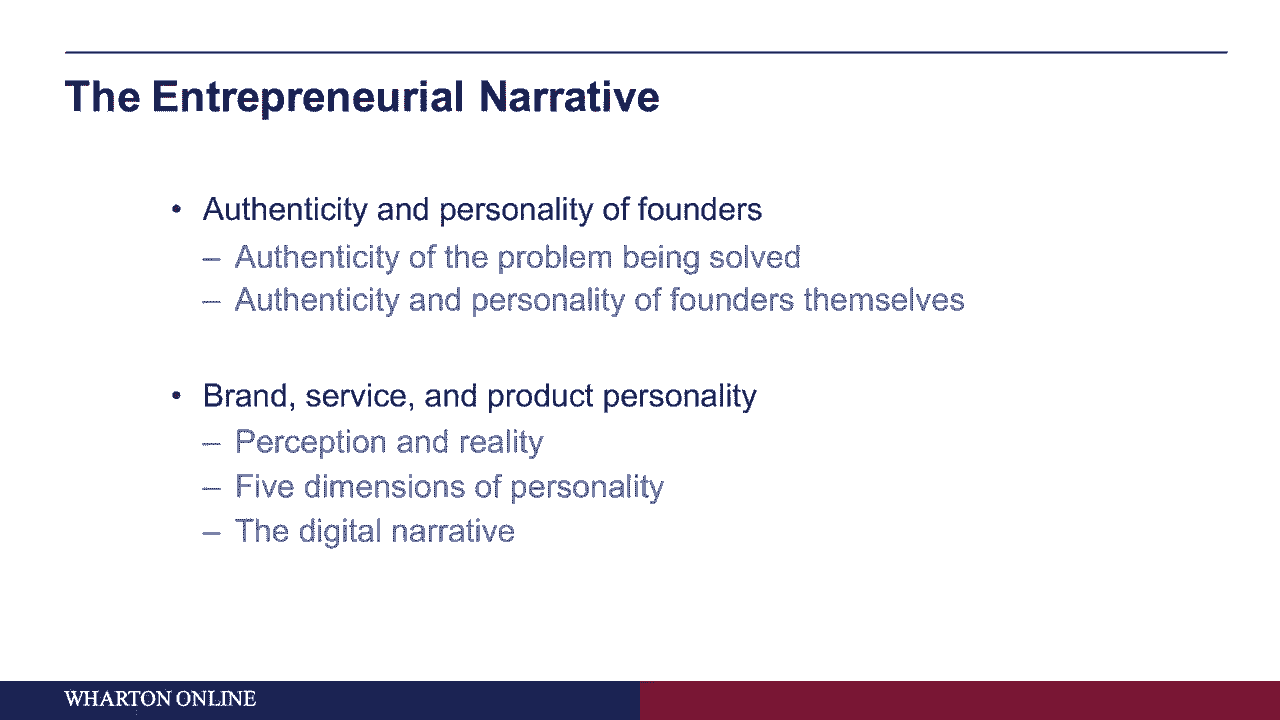 The Entrepreneurial Narrative
• Authenticity and personality of founders
– Authenticity of the problem being solved
– Authenticity and personality of founders themselves
• Brand, service, and product personality
– Perception and reality
– Five dimensions of personality
– The digital narrative
WHARTON ONLINE